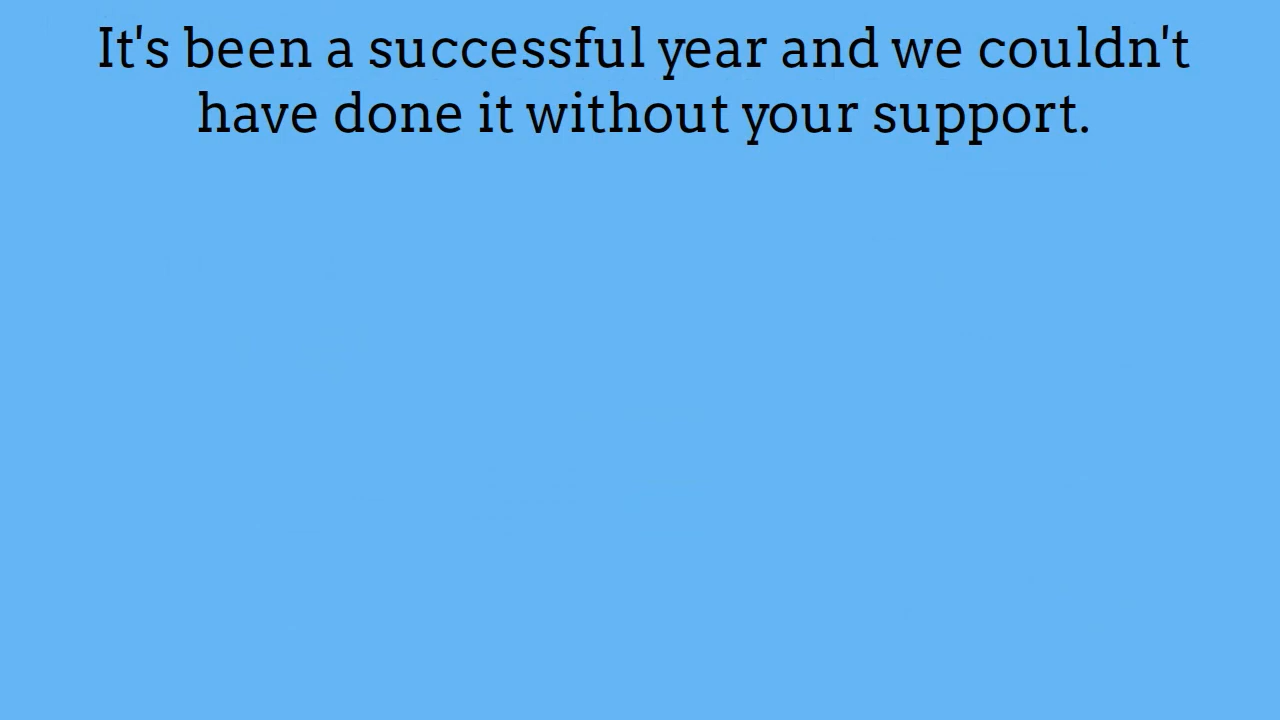 It's been a successful year and we couldn't
have done it without your support.